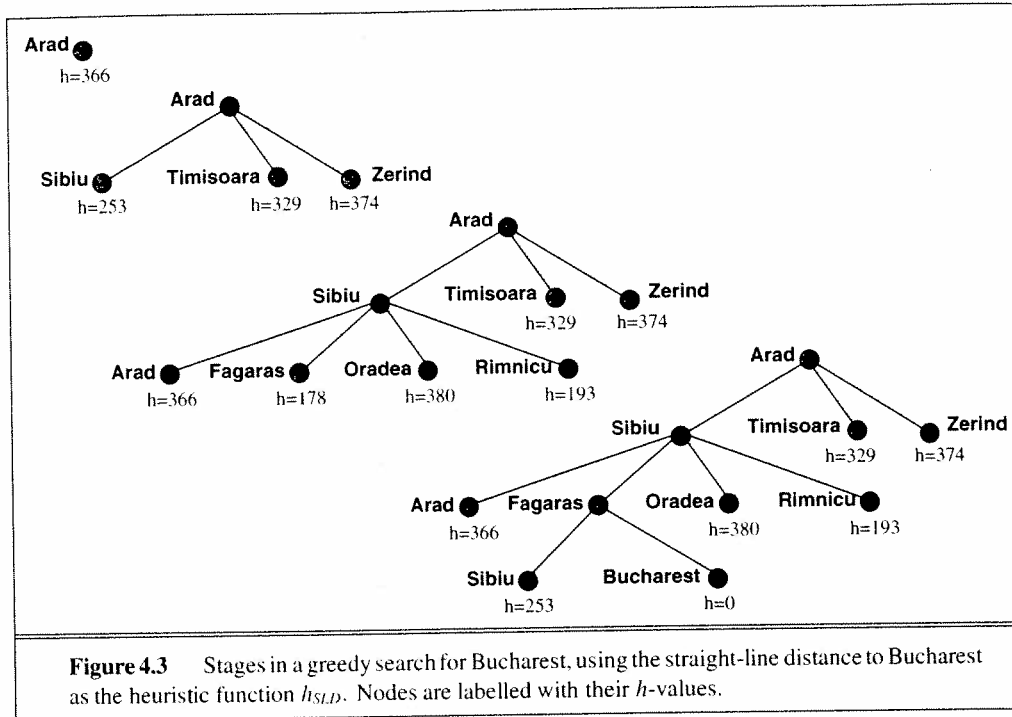 Arad
h=366
Arad
Sibiu Timisoara Zerind
h=253 h=329 h=374
Arad
Sibiu Timisoara Zerind
h=329 h=374
Arad Fagaras Oradea Rimnicu
h=366 h=178 h=380 h=193
Arad
Sibiu Timisoara Zerind
h=329 h=374
Arad Fagaras Oradea Rimnicu
h=366 h=380 h=193
Sibiu Bucharest
h=253 h=0
Figure 4.3 Stages in a greedy search for Bucharest, using the straight-line distance to Bucharest
as the heuristic function hSLD. Nodes are labelled with their h-values.